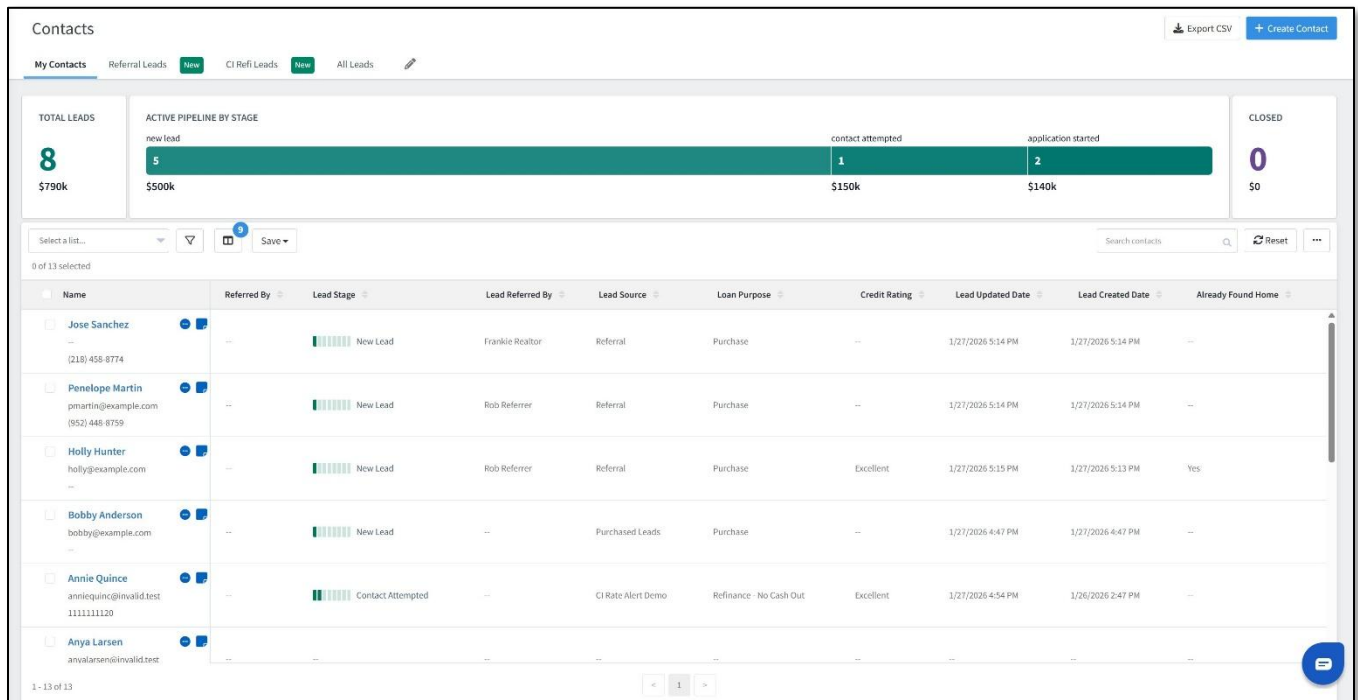 Contacts
Export CSV
+ Create Contact
My Contacts Referral Leads New CI Refi Leads New All Leads
TOTAL LEADS
8
$790k
ACTIVE PIPELINE BY STAGE
new lead contact attempted application started
5 1 2
$500k $150k $140k
CLOSED
0
$0
Select a list... 9 Save Search contacts Reset ...
0 of 13 selected
Name Referred By Lead Stage Lead Referred By Lead Source Loan Purpose Credit Rating Lead Updated Date Lead Created Date Already Found Home
Jose Sanchez
--
(218) 458-8774
-- New Lead Frankie Realtor Referral Purchase -- 1/27/2026 5:14 PM 1/27/2026 5:14 PM --
Penelope Martin
pmartin@example.com
(952) 448-8759
-- New Lead Rob Referrer Referral Purchase -- 1/27/2026 5:14 PM 1/27/2026 5:14 PM --
Holly Hunter
holly@example.com
--
-- New Lead Rob Referrer Referral Purchase Excellent 1/27/2026 5:15 PM 1/27/2026 5:13 PM Yes
Bobby Anderson
bobby@example.com
--
-- New Lead -- Purchased Leads Purchase -- 1/27/2026 4:47 PM 1/27/2026 4:47 PM --
Annie Quince
anniequinc@invalid.test
1111111120
-- Contact Attempted -- CI Rate Alert Demo Refinance - No Cash Out Excellent 1/27/2026 4:54 PM 1/26/2026 2:47 PM --
Anya Larsen
anyalarsen@invalid.test
-- -- -- -- -- -- -- -- --
1 - 13 of 13
< 1 >